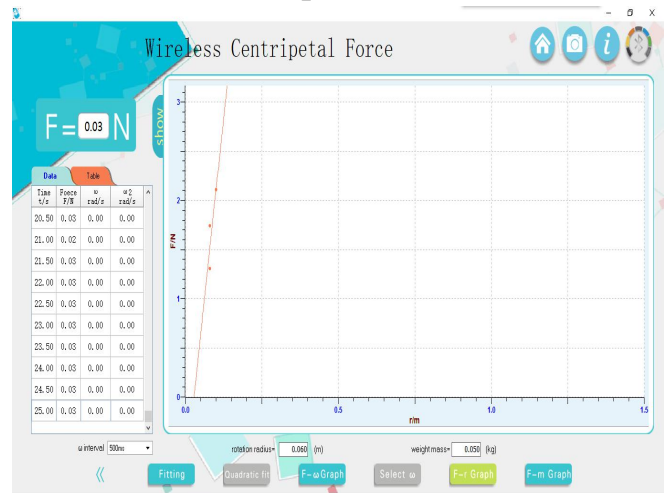 Wireless Centripetal Force
F= 0.03 N
show
Data Table
Time t/s Foece F/N ω rad/s ω2 rad/s
20.50 0.03 0.00 0.00
21.00 0.02 0.00 0.00
21.50 0.03 0.00 0.00
22.00 0.03 0.00 0.00
22.50 0.03 0.00 0.00
23.00 0.03 0.00 0.00
23.50 0.03 0.00 0.00
24.00 0.03 0.00 0.00
24.50 0.03 0.00 0.00
25.00 0.03 0.00 0.00
F/N
3
2
1
0
0.0 0.5 1.0 1.5
r/m
ω interval 500ms
rotation radius= 0.060 (m) weight mass= 0.050 (kg)
Fitting Quadratic fit F-ωGraph Select ω F-r Graph F-m Graph